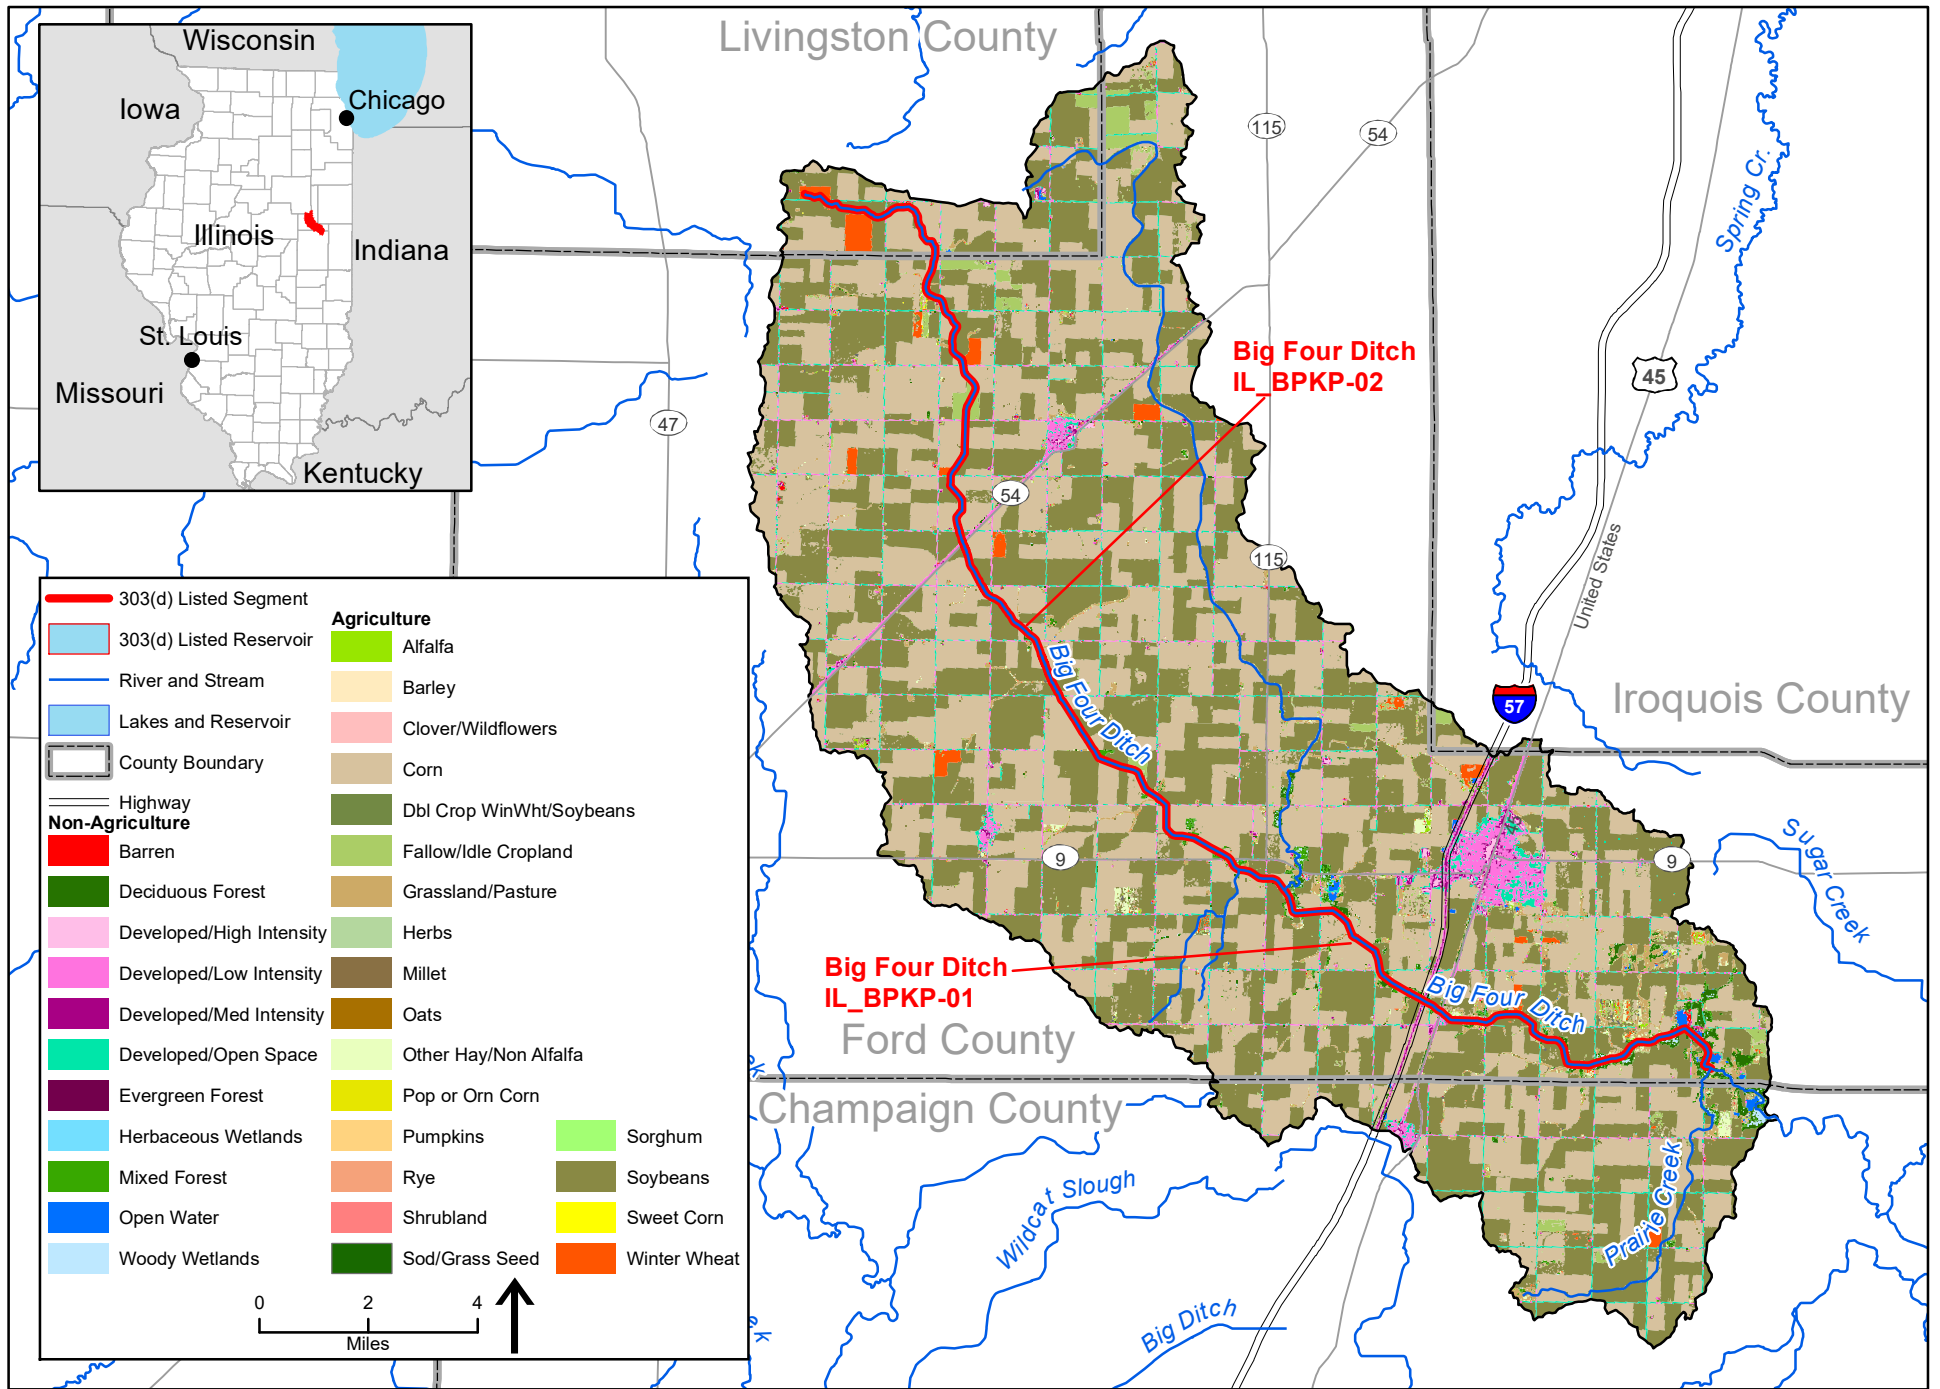 Wisconsin
Iowa
Chicago
Illinois
Indiana
St. Louis
Missouri
Kentucky
Livingston County
115
54
Spring Cr.
45
United States
47
Big Four Ditch
IL_BPKP-02
54
115
Big Four Ditch
57
Iroquois County
9
9
Sugar Creek
Big Four Ditch
IL_BPKP-01
Big Four Ditch
Ford County
ek
Champaign County
Wildcat Slough
Prairie Creek
Big Ditch
ek
303(d) Listed Segment
303(d) Listed Reservoir
River and Stream
Lakes and Reservoir
County Boundary
Highway
Non-Agriculture
Barren
Deciduous Forest
Developed/High Intensity
Developed/Low Intensity
Developed/Med Intensity
Developed/Open Space
Evergreen Forest
Herbaceous Wetlands
Mixed Forest
Open Water
Woody Wetlands
Agriculture
Alfalfa
Barley
Clover/Wildflowers
Corn
Dbl Crop WinWht/Soybeans
Fallow/Idle Cropland
Grassland/Pasture
Herbs
Millet
Oats
Other Hay/Non Alfalfa
Pop or Orn Corn
Pumpkins
Rye
Shrubland
Sod/Grass Seed
Sorghum
Soybeans
Sweet Corn
Winter Wheat
0 2 4
Miles